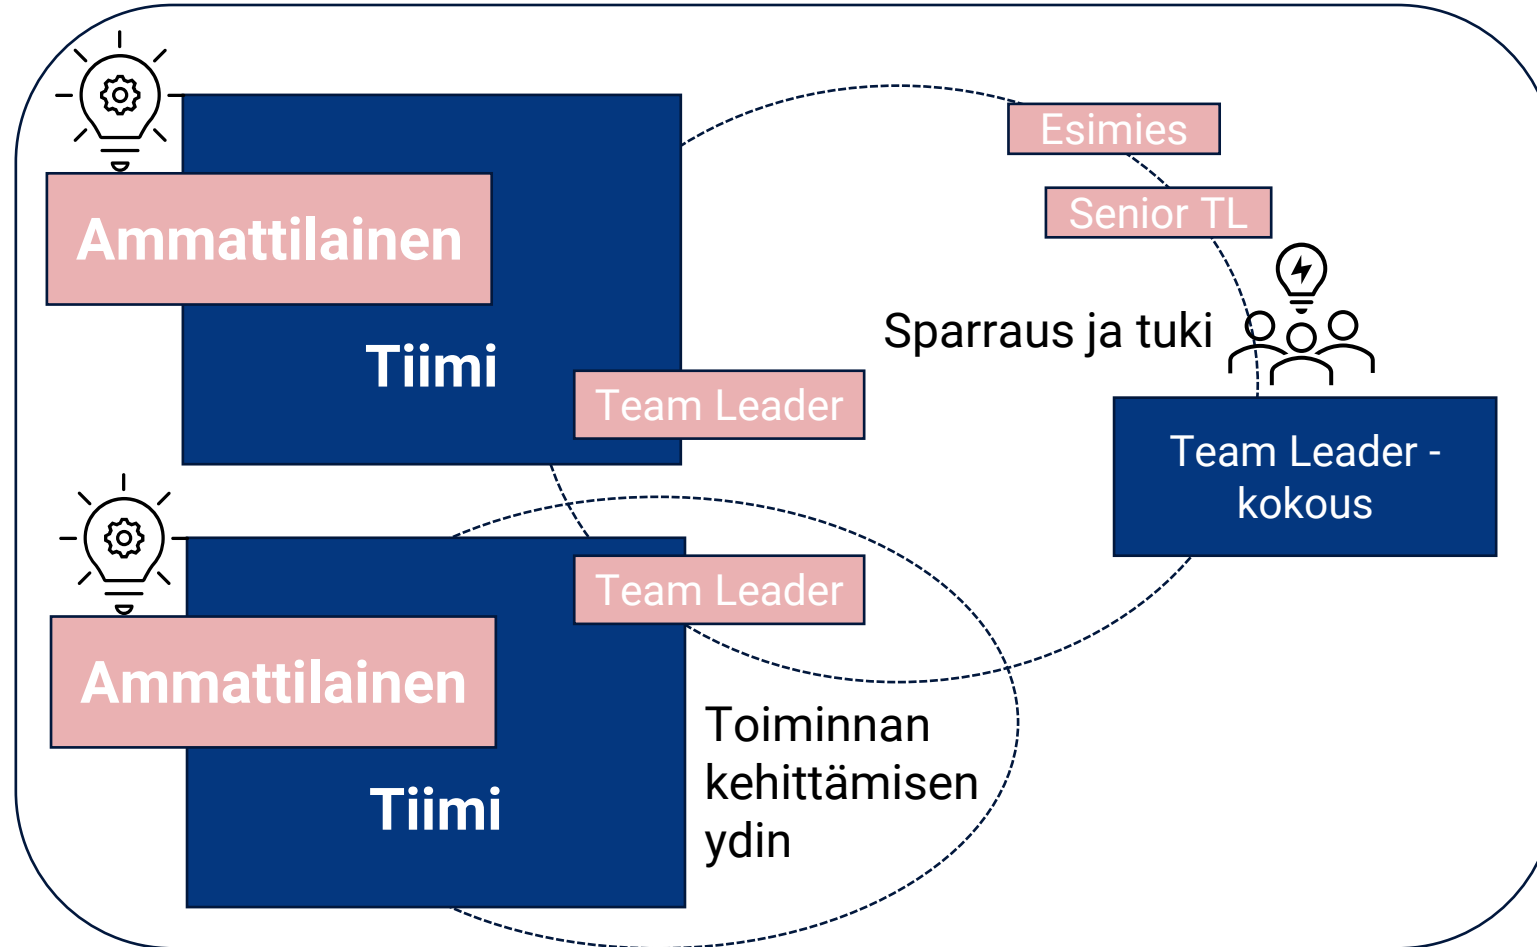 Esimies
Senior TL
Ammattilainen
Sparraus ja tuki
Tiimi
Team Leader
Team Leader -
kokous
Team Leader
Ammattilainen
Toiminnan
kehittämisen
ydin
Tiimi